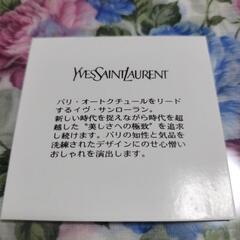 YVESSAINTLAURENT
パリ・オートクチュールをリード
するイヴ・サンローラン。
新しい時代を捉えながら時代を超
越した“美しさへの極致”を追求
し続けます。パリの知性と気品を
洗練されたデザインにのせ心憎い
おしゃれを演出します。